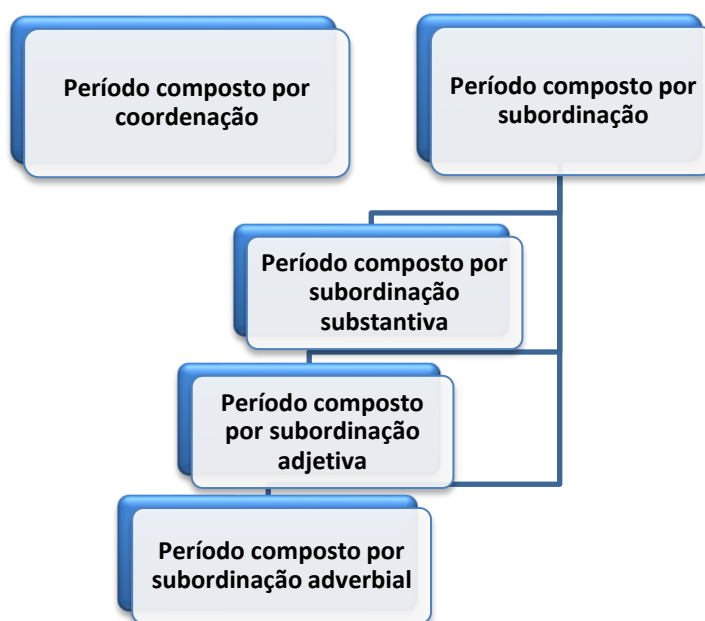 Período composto por
coordenação
Período composto por
subordinação
Período composto por
subordinação
substantiva
Período composto
por subordinação
adjetiva
Período composto por
subordinação adverbial